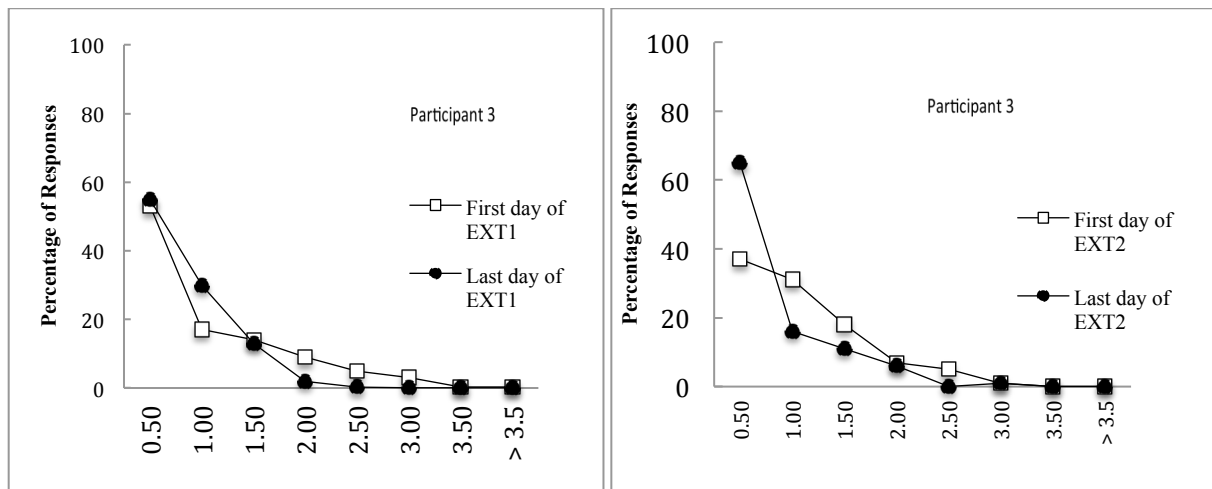 Percentage of Responses
100
80
60
40
20
0
Participant 3
First day of
EXT1
Last day of
EXT1
0.50
1.00
1.50
2.00
2.50
3.00
3.50
> 3.5
Percentage of Responses
100
80
60
40
20
0
Participant 3
First day of
EXT2
Last day of
EXT2
0.50
1.00
1.50
2.00
2.50
3.00
3.50
> 3.5